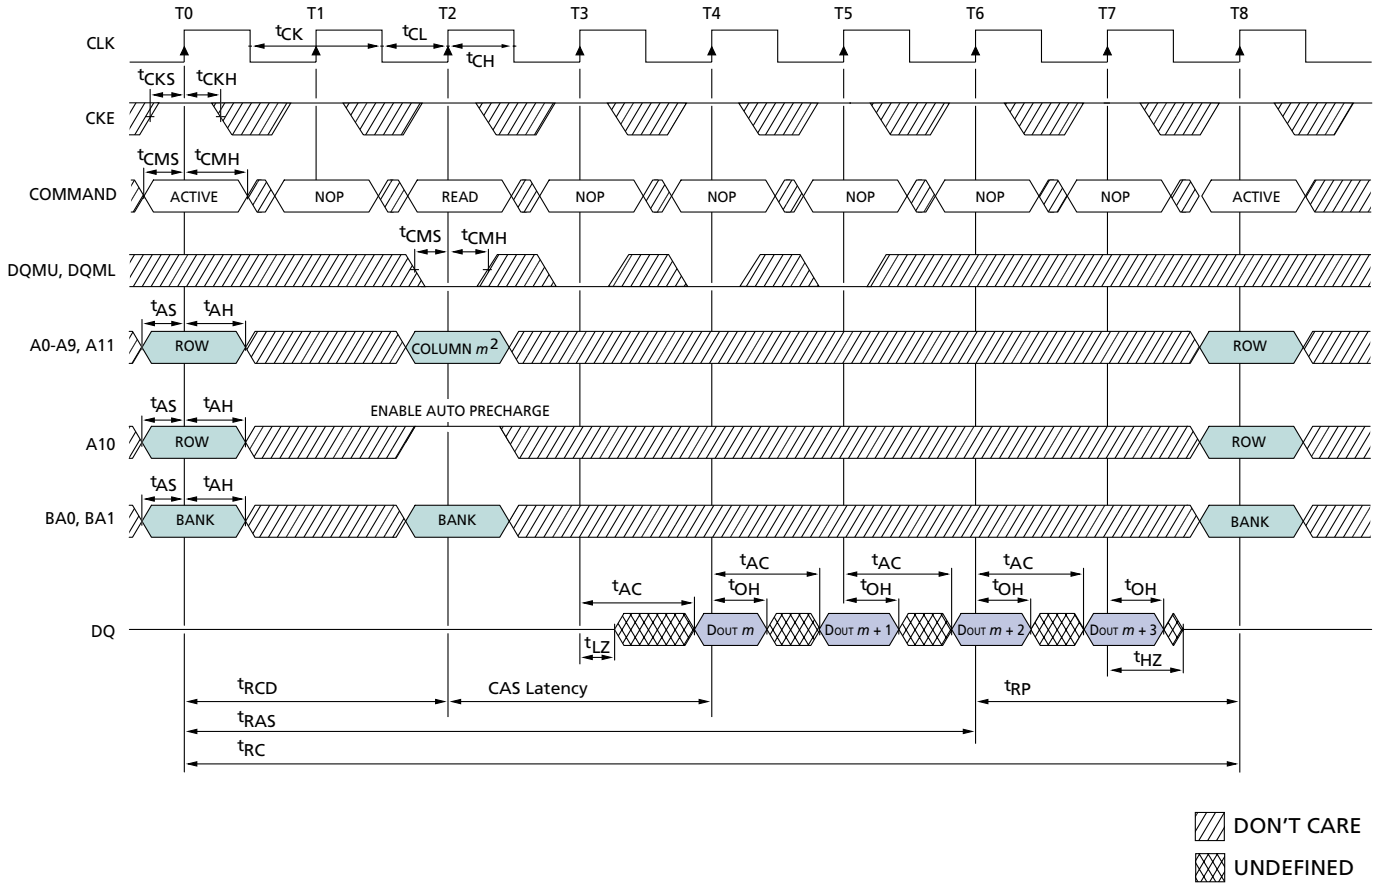 T0 T1 T2 T3 T4 T5 T6 T7 T8
CLK tCK tCL tCH
tCKS tCKH
CKE
tCMS tCMH
COMMAND ACTIVE NOP READ NOP NOP NOP NOP NOP ACTIVE
tCMS tCMH
DQMU, DQML
tAS tAH
A0-A9, A11 ROW COLUMN m2 ROW
tAS tAH ENABLE AUTO PRECHARGE
A10 ROW ROW
tAS tAH
BA0, BA1 BANK BANK BANK
tAC tAC tAC
tAC tOH tOH tOH tOH
DQ DOUT m DOUT m + 1 DOUT m + 2 DOUT m + 3
tLZ tHZ
tRCD CAS Latency tRP
tRAS
tRC
DON'T CARE
UNDEFINED